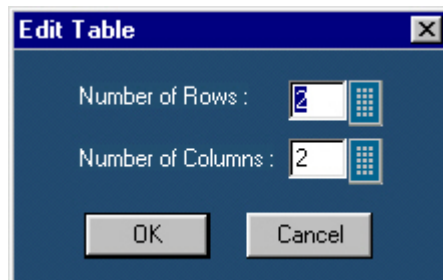 Edit Table
Number of Rows : 2
Number of Columns : 2
OK Cancel